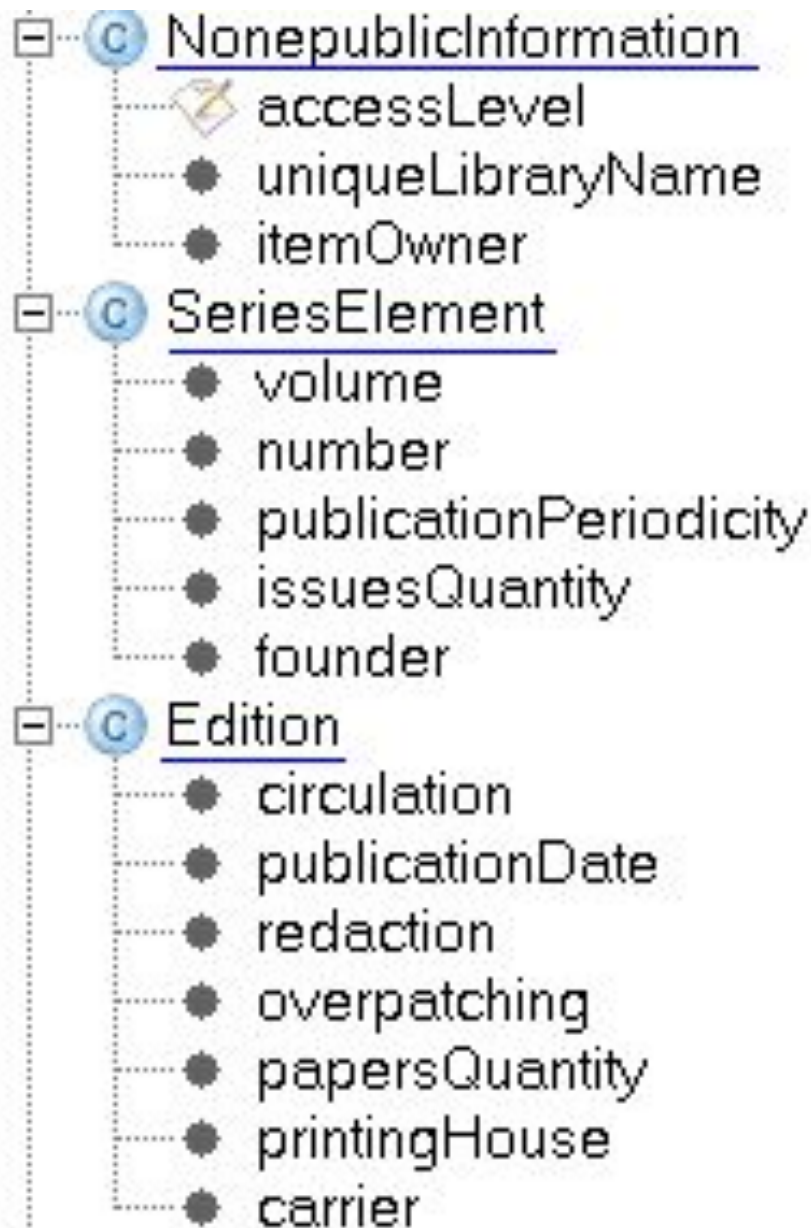 C NonepublicInformation
accessLevel
uniqueLibraryName
itemOwner
C SeriesElement
volume
number
publicationPeriodicity
issuesQuantity
founder
C Edition
circulation
publicationDate
redaction
overpatching
papersQuantity
printingHouse
carrier